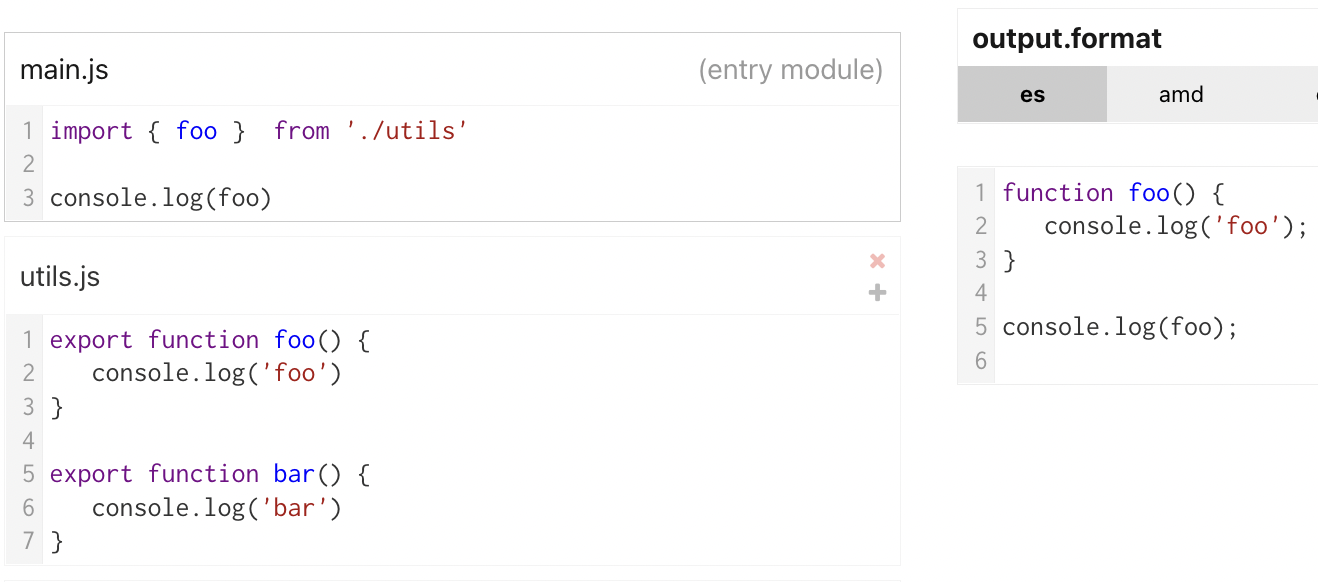 main.js (entry module)
1 import { foo }  from './utils'
2
3 console.log(foo)
utils.js
1 export function foo() {
2    console.log('foo')
3 }
4
5 export function bar() {
6    console.log('bar')
7 }
output.format
es amd
1 function foo() {
2    console.log('foo');
3 }
4
5 console.log(foo);
6